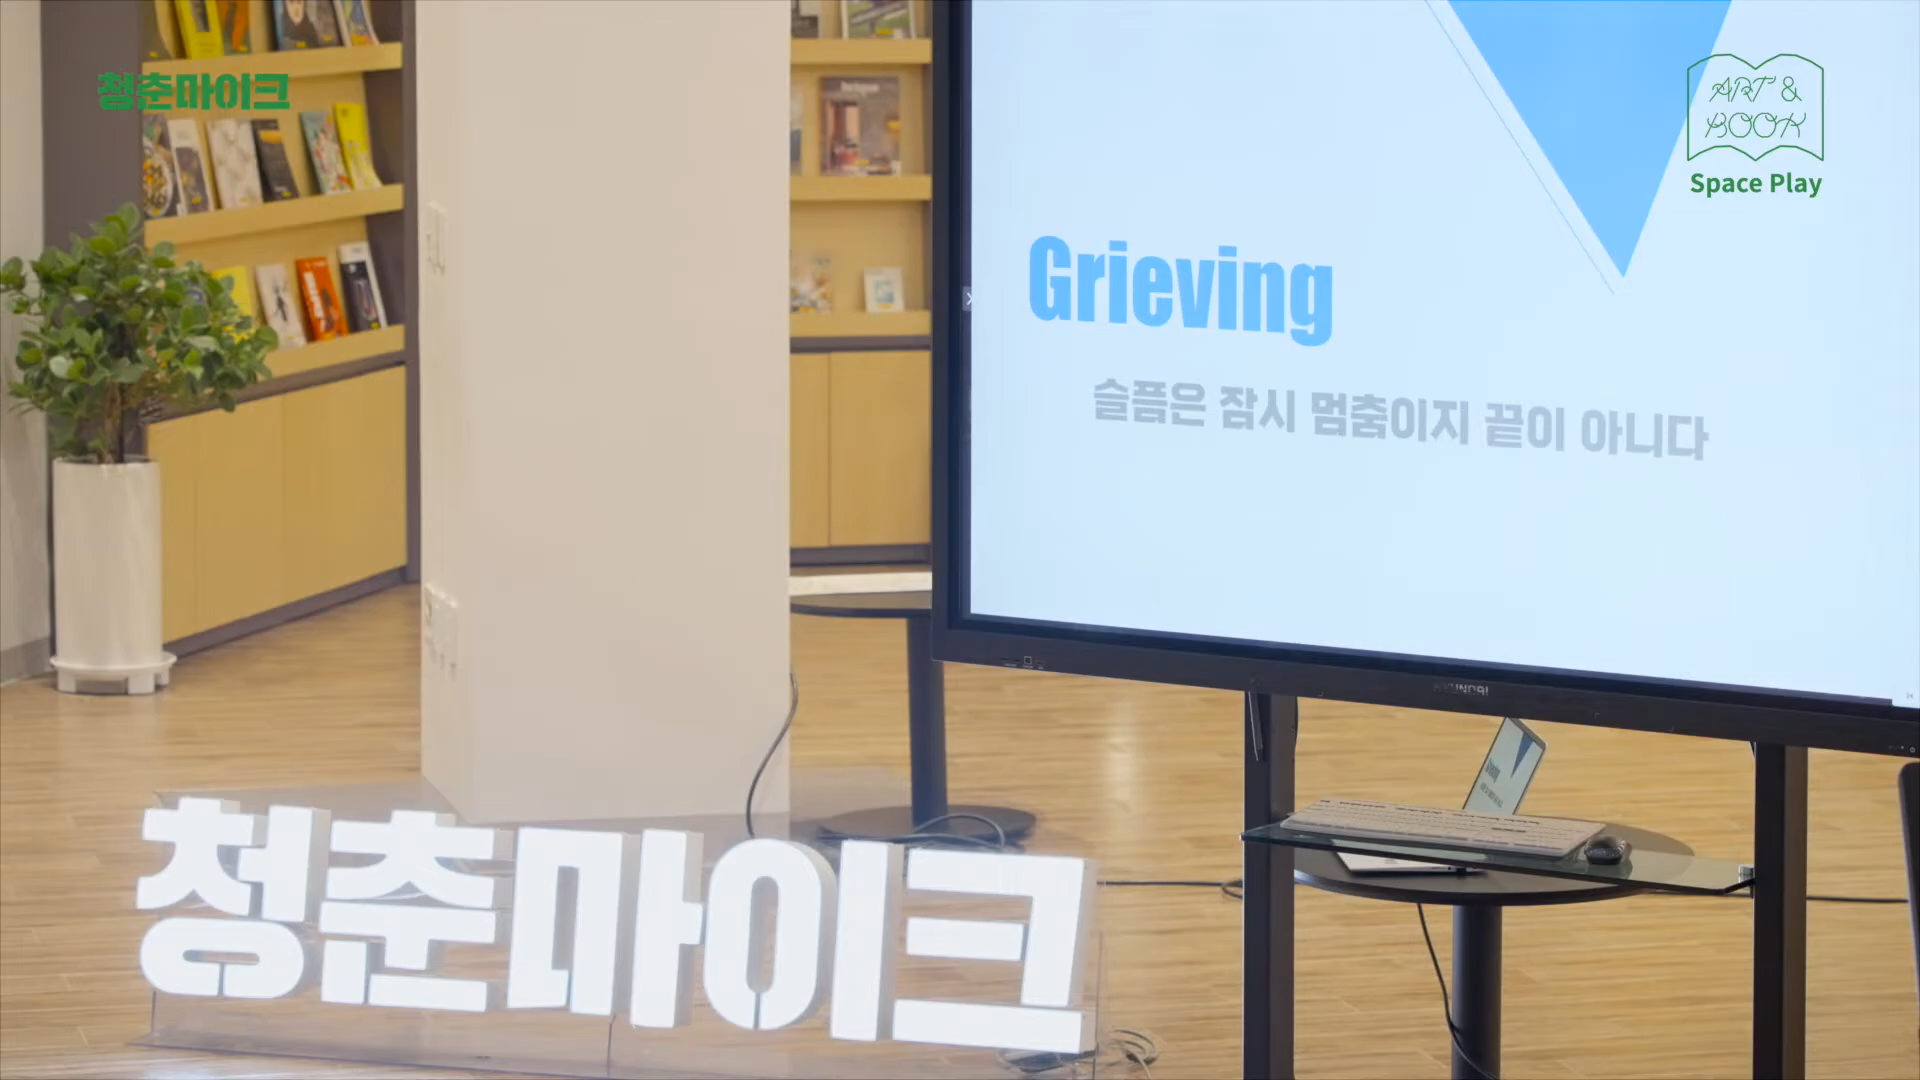 청춘마이크
ART &
BOOK
Space Play
Grieving
슬픔은 잠시 멈춤이지 끝이 아니다
HYUNDAI
청춘마이크